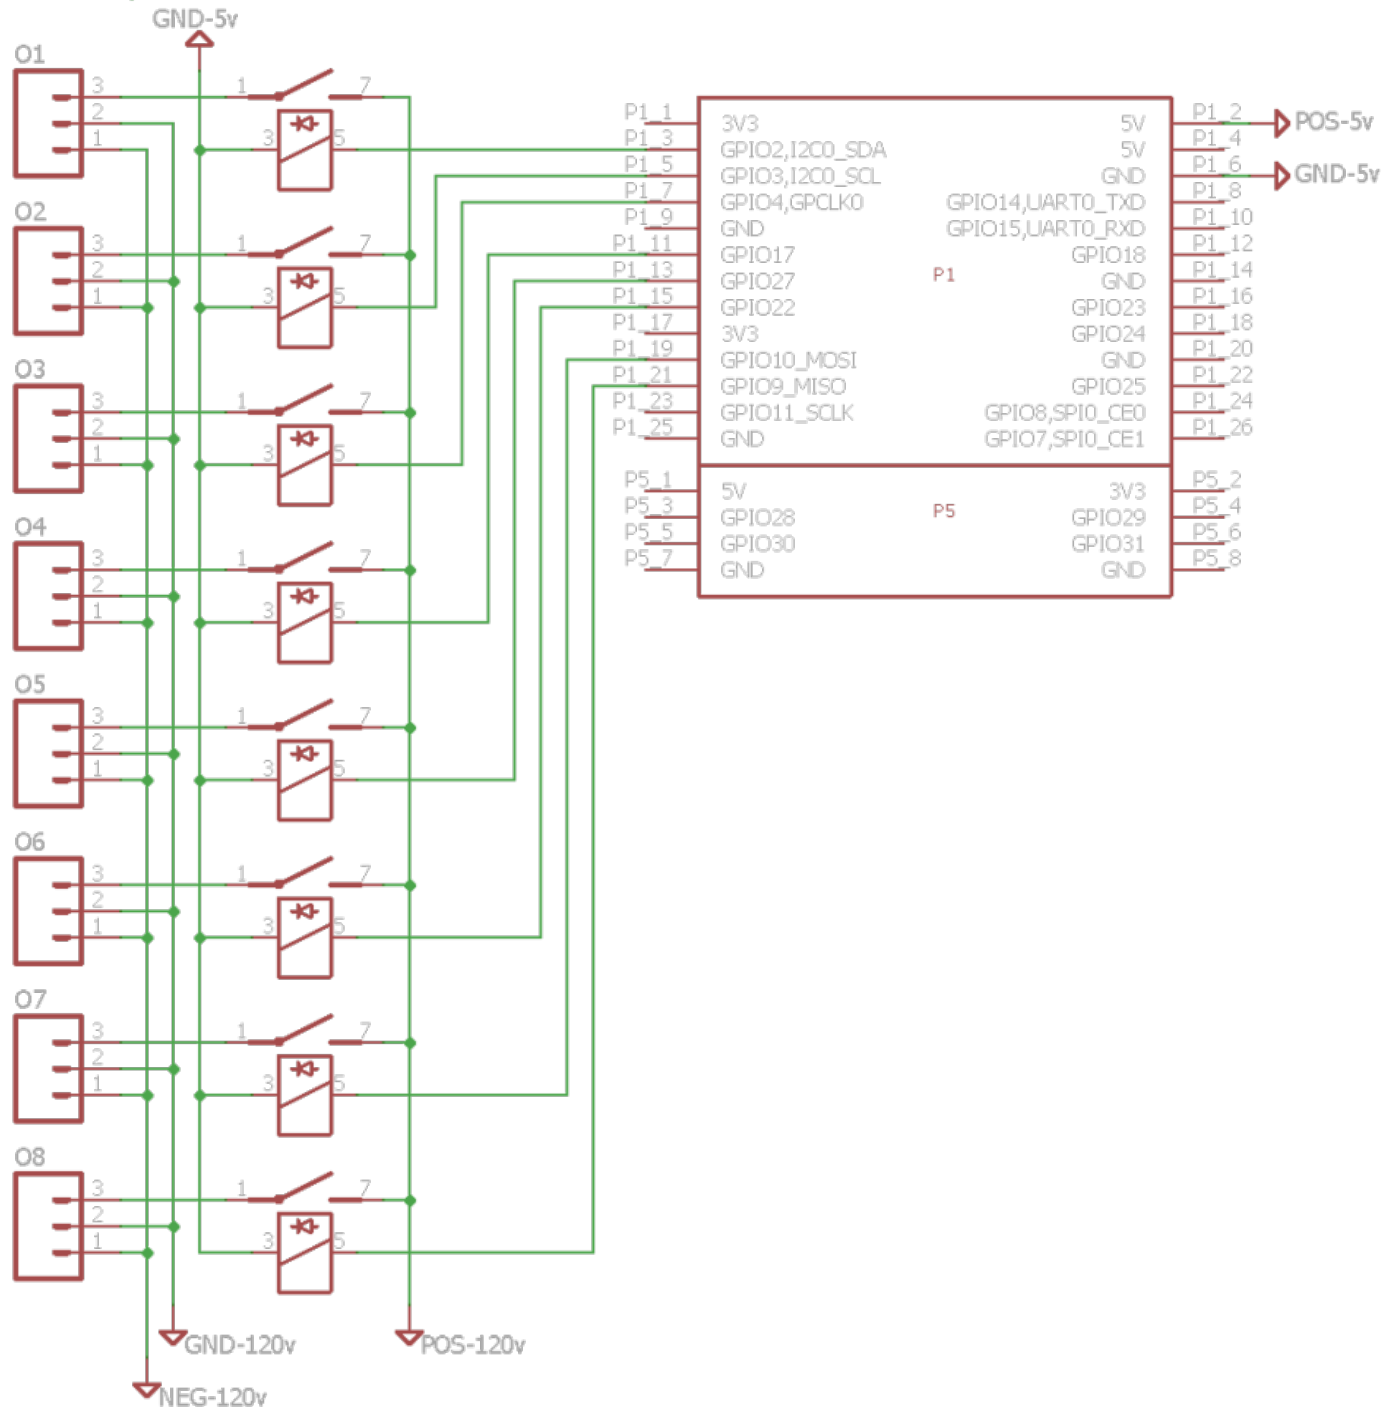 GND-5v
O1
3
2
1
1
7
3
5
O2
3
2
1
1
7
3
5
O3
3
2
1
1
7
3
5
O4
3
2
1
1
7
3
5
O5
3
2
1
1
7
3
5
O6
3
2
1
1
7
3
5
O7
3
2
1
1
7
3
5
O8
3
2
1
1
7
3
5
GND-120v
POS-120v
NEG-120v
P1_1 3V3 5V P1_2 POS-5v
P1_3 GPIO2,I2C0_SDA 5V P1_4
P1_5 GPIO3,I2C0_SCL GND P1_6 GND-5v
P1_7 GPIO4,GPCLK0 GPIO14,UART0_TXD P1_8
P1_9 GND GPIO15,UART0_RXD P1_10
P1_11 GPIO17 GPIO18 P1_12
P1
P1_13 GPIO27 GND P1_14
P1_15 GPIO22 GPIO23 P1_16
P1_17 3V3 GPIO24 P1_18
P1_19 GPIO10_MOSI GND P1_20
P1_21 GPIO9_MISO GPIO25 P1_22
P1_23 GPIO11_SCLK GPIO8,SPI0_CE0 P1_24
P1_25 GND GPIO7,SPI0_CE1 P1_26
P5_1 5V 3V3 P5_2
P5
P5_3 GPIO28 GPIO29 P5_4
P5_5 GPIO30 GPIO31 P5_6
P5_7 GND GND P5_8